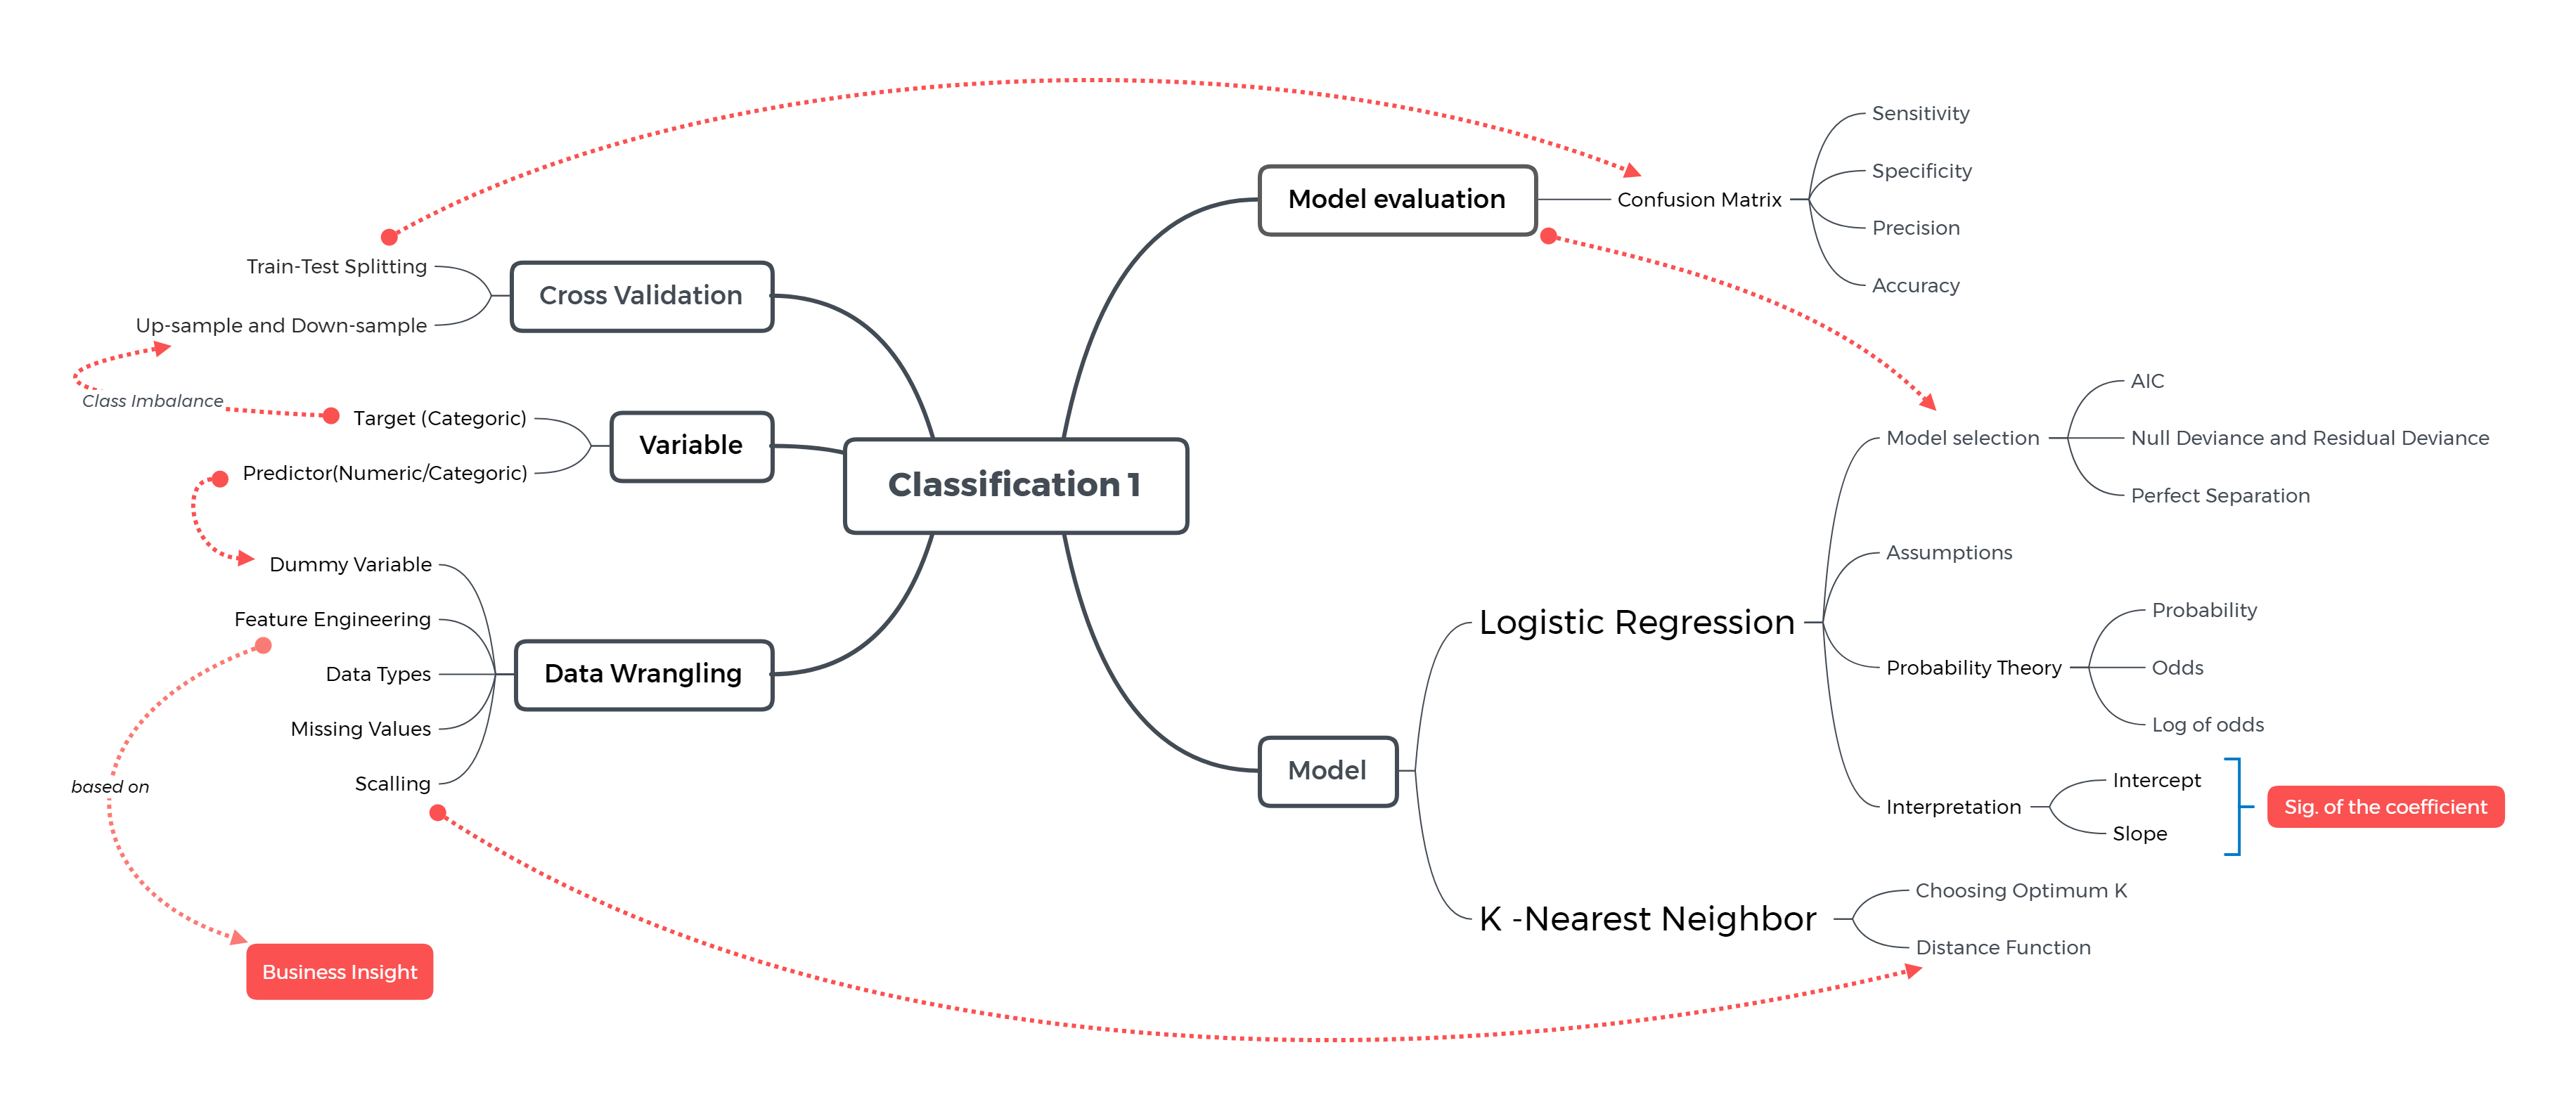 Classification 1
Model evaluation
Confusion Matrix
Sensitivity
Specificity
Precision
Accuracy
Model
Logistic Regression
Model selection
AIC
Null Deviance and Residual Deviance
Perfect Separation
Assumptions
Probability Theory
Probability
Odds
Log of odds
Interpretation
Intercept
Slope
Sig. of the coefficient
K -Nearest Neighbor
Choosing Optimum K
Distance Function
Cross Validation
Train-Test Splitting
Up-sample and Down-sample
Class Imbalance
Variable
Target (Categoric)
Predictor(Numeric/Categoric)
Data Wrangling
Dummy Variable
Feature Engineering
Data Types
Missing Values
Scalling
based on
Business Insight